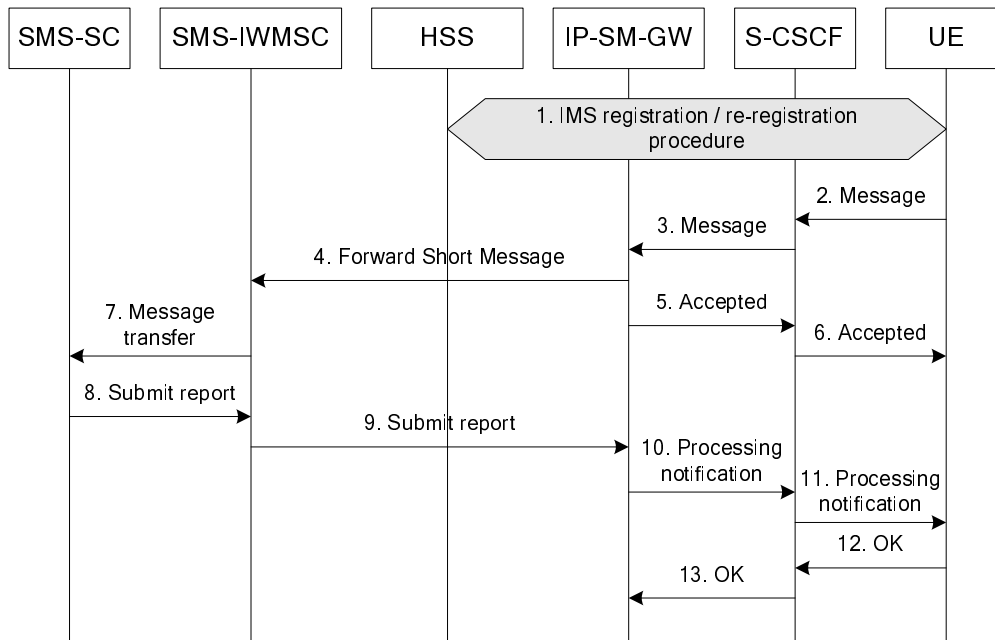 SMS-SC
SMS-IWMSC
HSS
IP-SM-GW
S-CSCF
UE
1. IMS registration / re-registration
procedure
2. Message
3. Message
4. Forward Short Message
5. Accepted
7. Message
transfer
6. Accepted
8. Submit report
9. Submit report
10. Processing
notification
11. Processing
notification
12. OK
13. OK